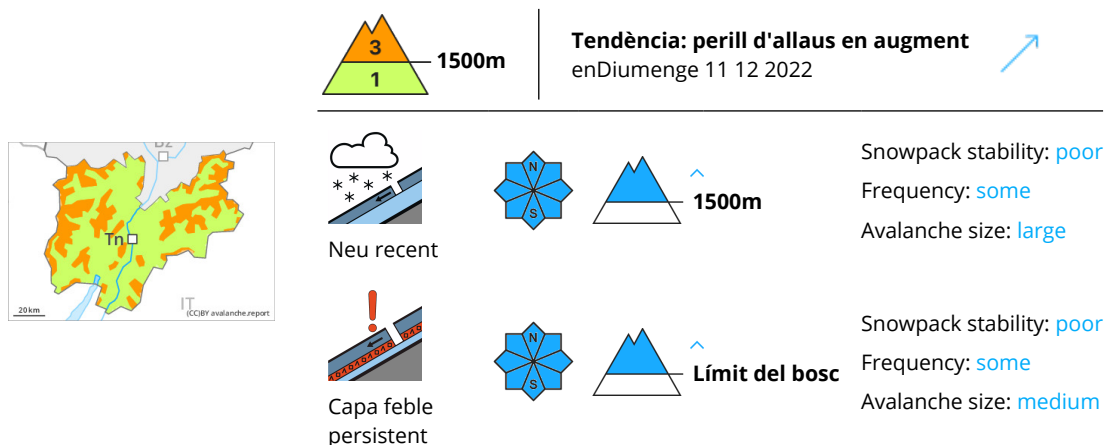 3
1
1500m
Tendència: perill d'allaus en augment
enDiumenge 11 12 2022
Bz
Tn
IT
20 km
(CC)BY avalanche.report
Neu recent
N
S
1500m
Snowpack stability: poor
Frequency: some
Avalanche size: large
Capa feble
persistent
N
S
Límit del bosc
Snowpack stability: poor
Frequency: some
Avalanche size: medium